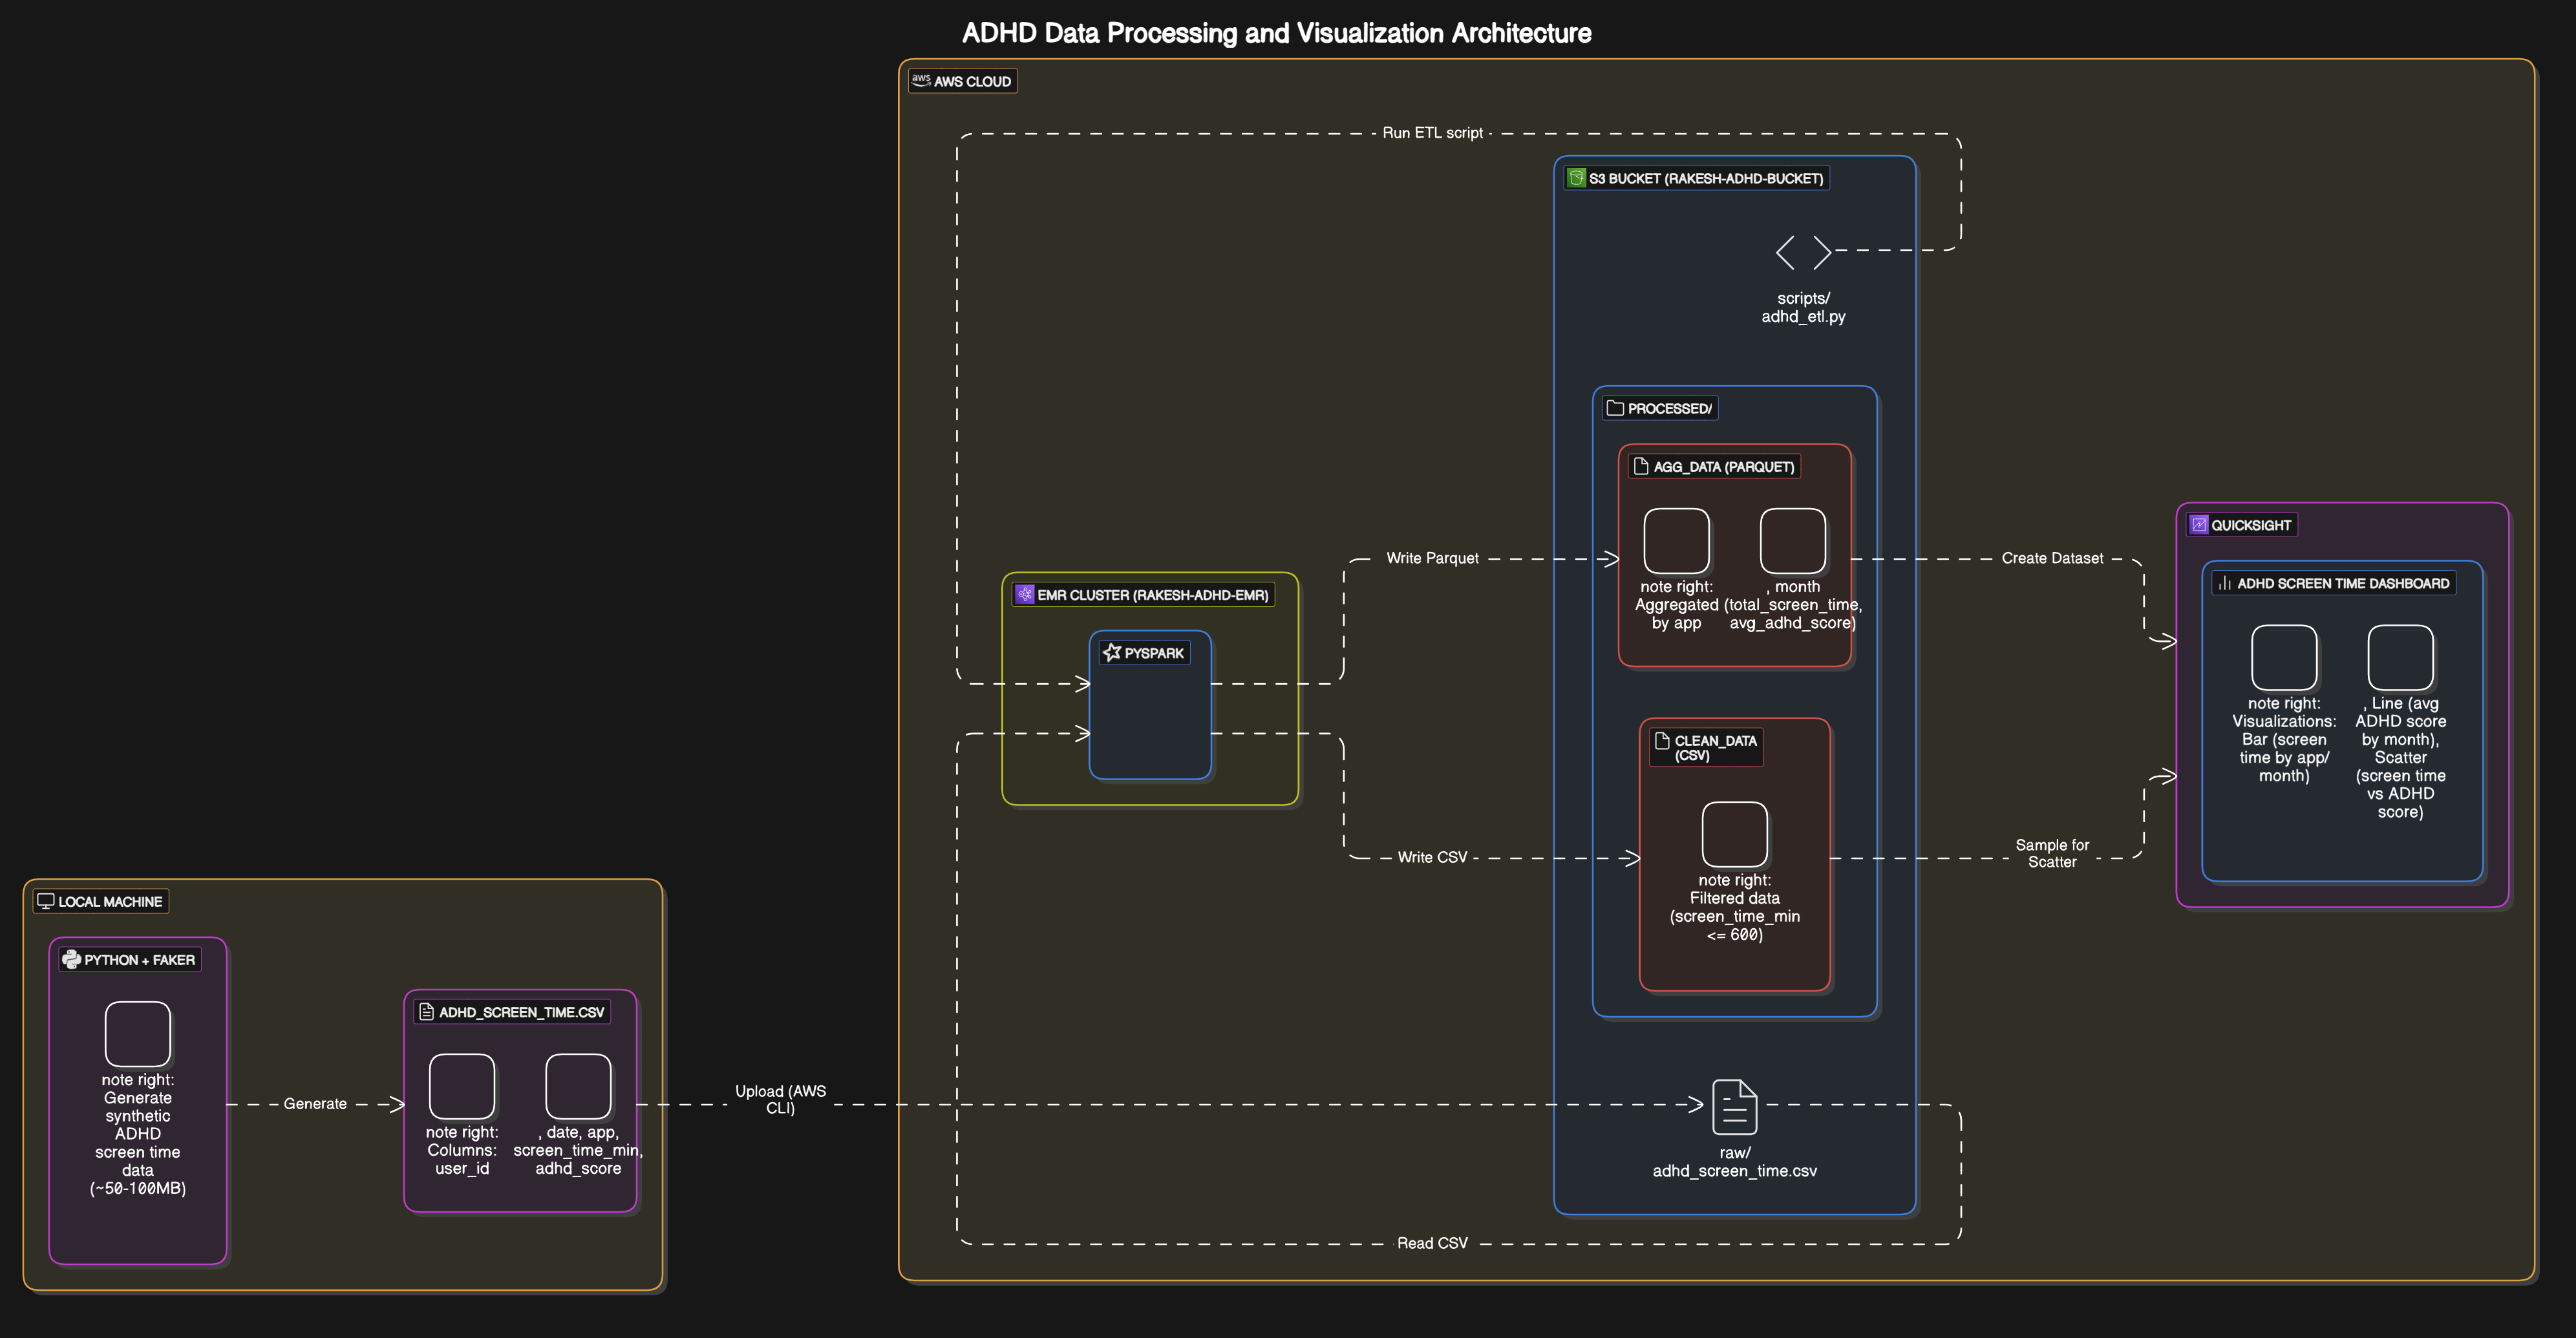 ADHD Data Processing and Visualization Architecture
aws AWS CLOUD
Run ETL script
S3 BUCKET (RAKESH-ADHD-BUCKET)
scripts/
adhd_etl.py
PROCESSED/
AGG_DATA (PARQUET)
note right:
Aggregated
by app
, month
(total_screen_time,
avg_adhd_score)
Write Parquet
Create Dataset
QUICKSIGHT
ADHD SCREEN TIME DASHBOARD
note right:
Visualizations:
Bar (screen
time by app/
month)
, Line (avg
ADHD score
by month),
Scatter
(screen time
vs ADHD
score)
EMR CLUSTER (RAKESH-ADHD-EMR)
PYSPARK
CLEAN_DATA
(CSV)
note right:
Filtered data
(screen_time_min
<= 600)
Write CSV
Sample for
Scatter
LOCAL MACHINE
PYTHON + FAKER
note right:
Generate
synthetic
ADHD
screen time
data
(~50-100MB)
Generate
ADHD_SCREEN_TIME.CSV
note right:
Columns:
user_id
, date, app,
screen_time_min,
adhd_score
Upload (AWS
CLI)
raw/
adhd_screen_time.csv
Read CSV